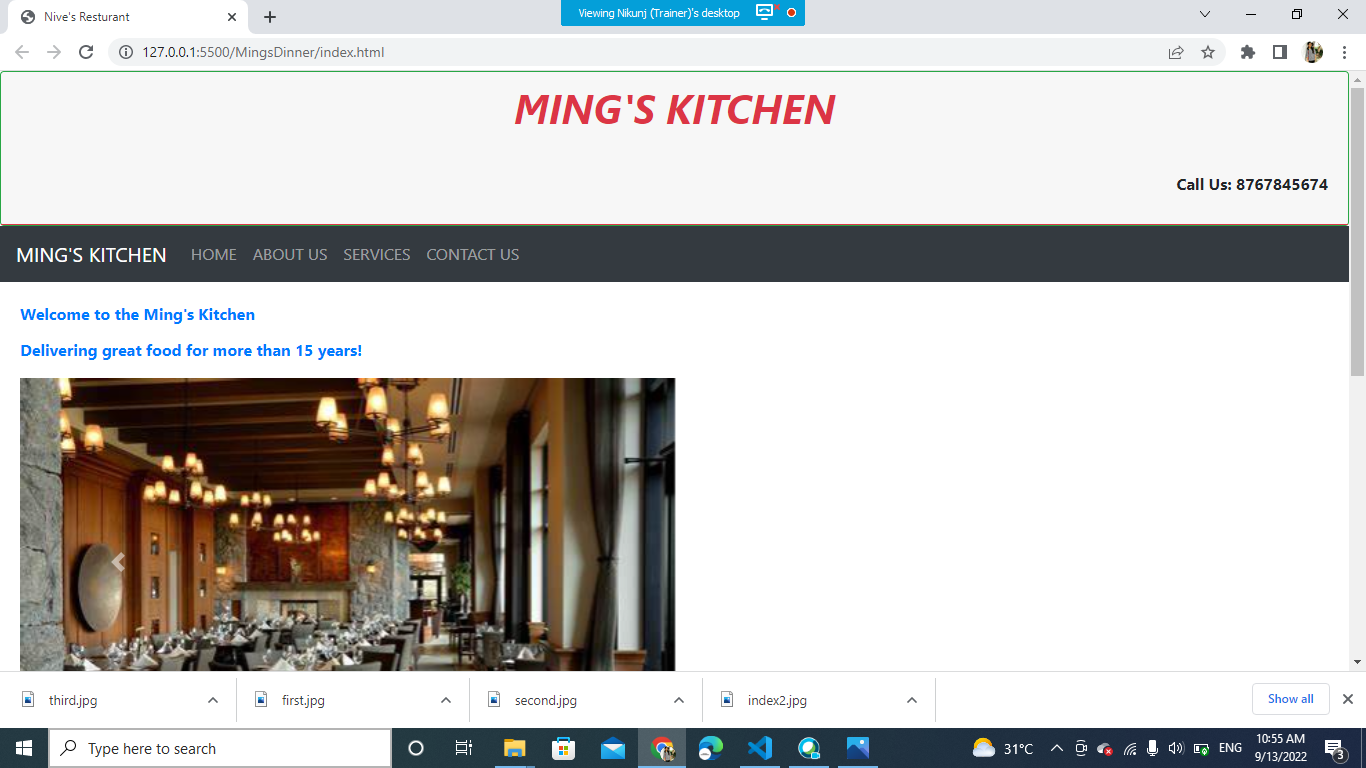 Nive's Resturant
Viewing Nikunj (Trainer)'s desktop
127.0.0.1:5500/MingsDinner/index.html
MING'S KITCHEN
Call Us: 8767845674
MING'S KITCHEN HOME ABOUT US SERVICES CONTACT US
Welcome to the Ming's Kitchen
Delivering great food for more than 15 years!
third.jpg first.jpg second.jpg index2.jpg Show all
Type here to search
31°C ENG
10:55 AM
9/13/2022
3